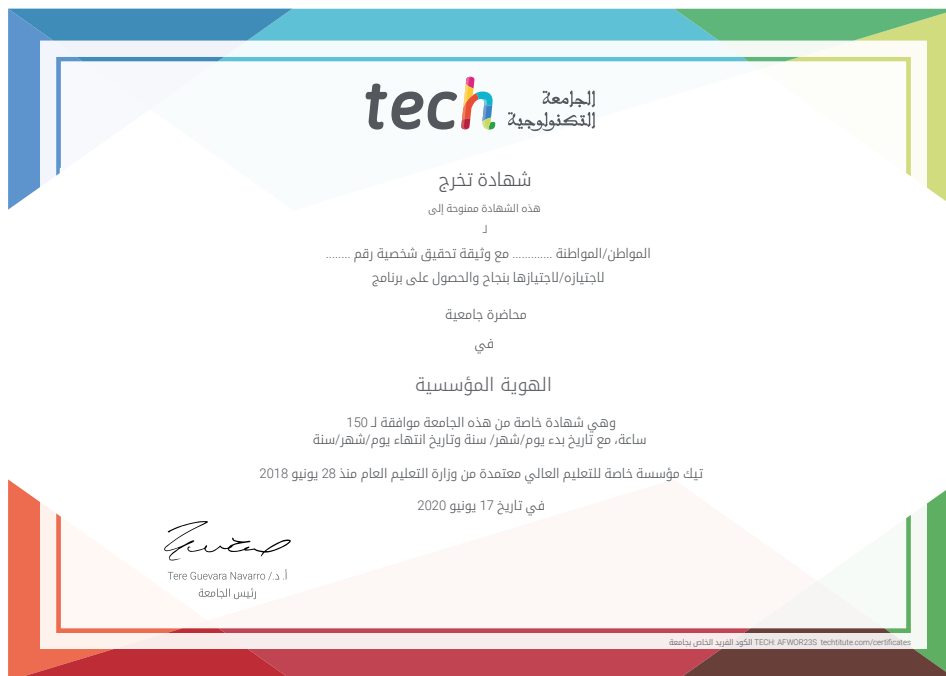 tech الجامعة
التكنولوجية
شهادة تخرج
هذه الشهادة ممنوحة إلى
لـ
المواطن/المواطنة ............ مع وثيقة تحقيق شخصية رقم ........
لاجتيازه/لاجتيازها بنجاح والحصول على برنامج
محاضرة جامعية
في
الهوية المؤسسية
وهي شهادة خاصة من هذه الجامعة موافقة لـ 150
ساعة، مع تاريخ بدء يوم/شهر/ سنة وتاريخ انتهاء يوم/شهر/سنة
تيك مؤسسة خاصة للتعليم العالي معتمدة من وزارة التعليم العام منذ 28 يونيو 2018
في تاريخ 17 يونيو 2020
أ. د./ Tere Guevara Navarro
رئيس الجامعة
الكود الفريد الخاص بجامعة TECH: AFWOR23S techtitute.com/certificates